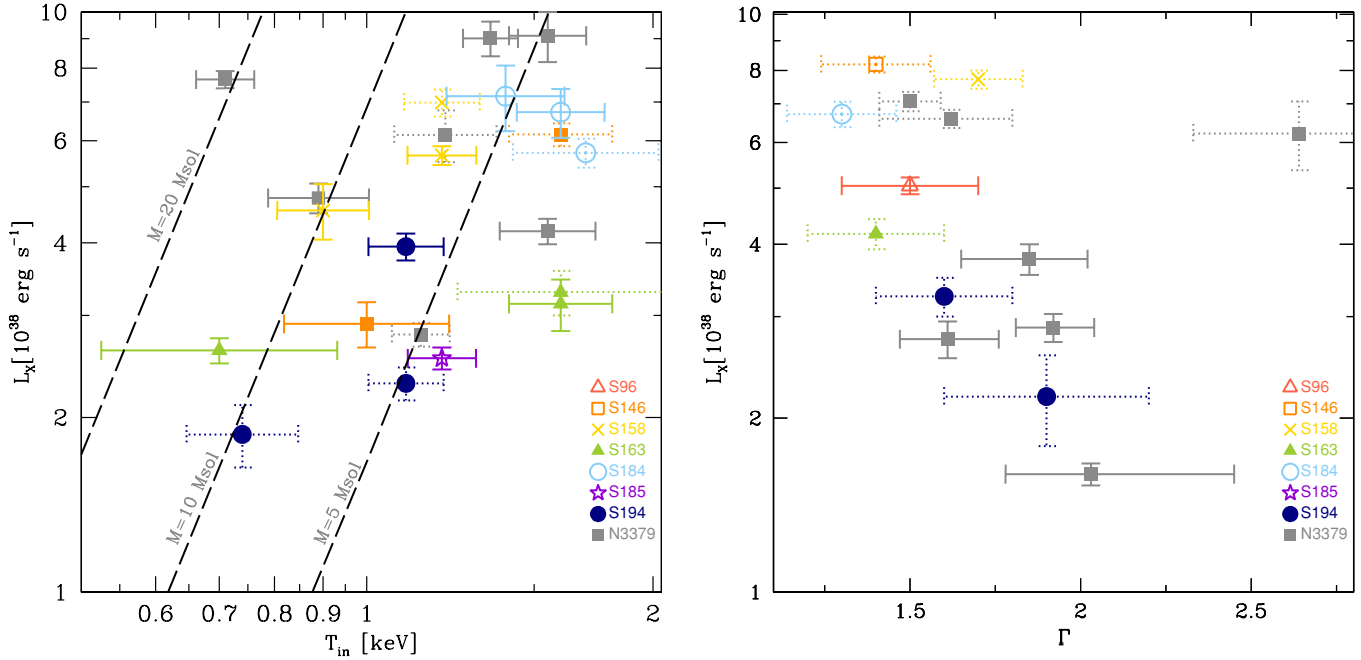 10
8
6
4
2
1
L_X[10^38 erg s^-1]
M=20 Msol
M=10 Msol
M=5 Msol
S96
S146
S158
S163
S184
S185
S194
N3379
0.6 0.7 0.8 0.9 1 2
T_in [keV]
10
8
6
4
2
1
L_X[10^38 erg s^-1]
S96
S146
S158
S163
S184
S185
S194
N3379
1.5 2 2.5
Γ